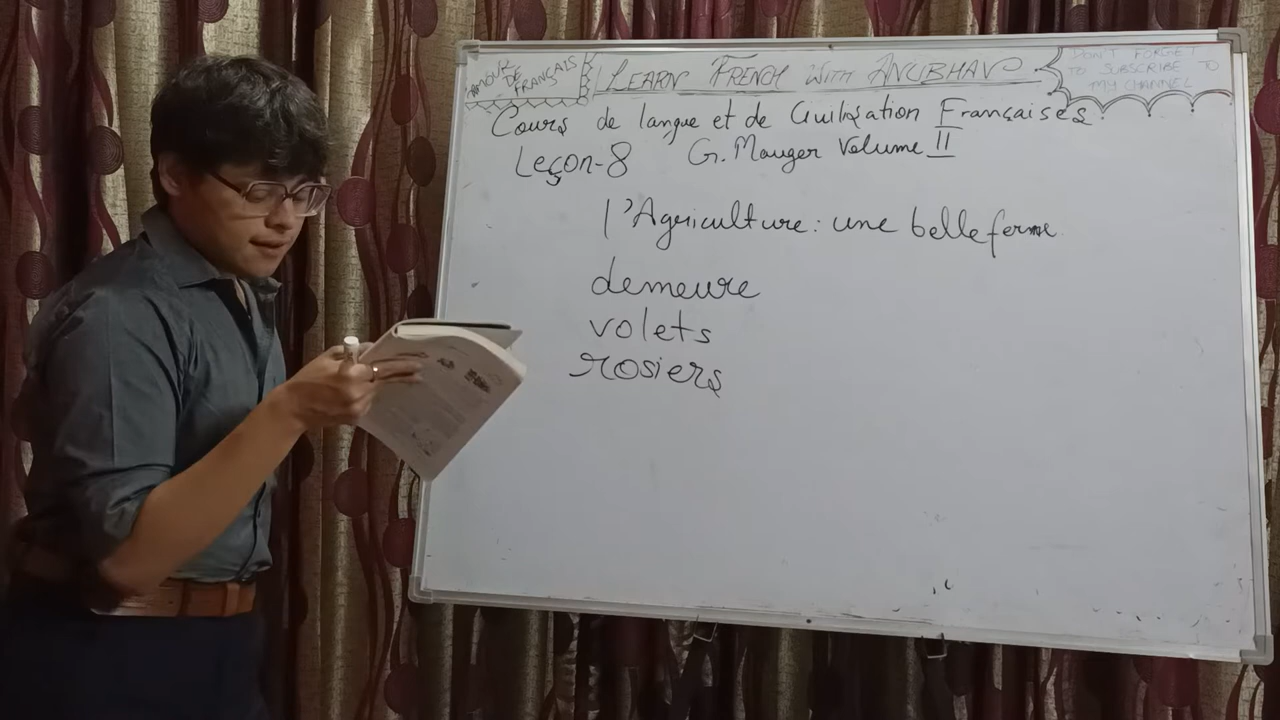 AMOUR DE FRANÇAIS
LEARN FRENCH WITH ANUBHAV
DON'T FORGET
TO SUBSCRIBE TO
MY CHANNEL
Cours de langue et de Civilisation Françaises
Leçon-8 G. Mauger Volume II
l'Agriculture: une belle ferme
demeure
volets
rosiers